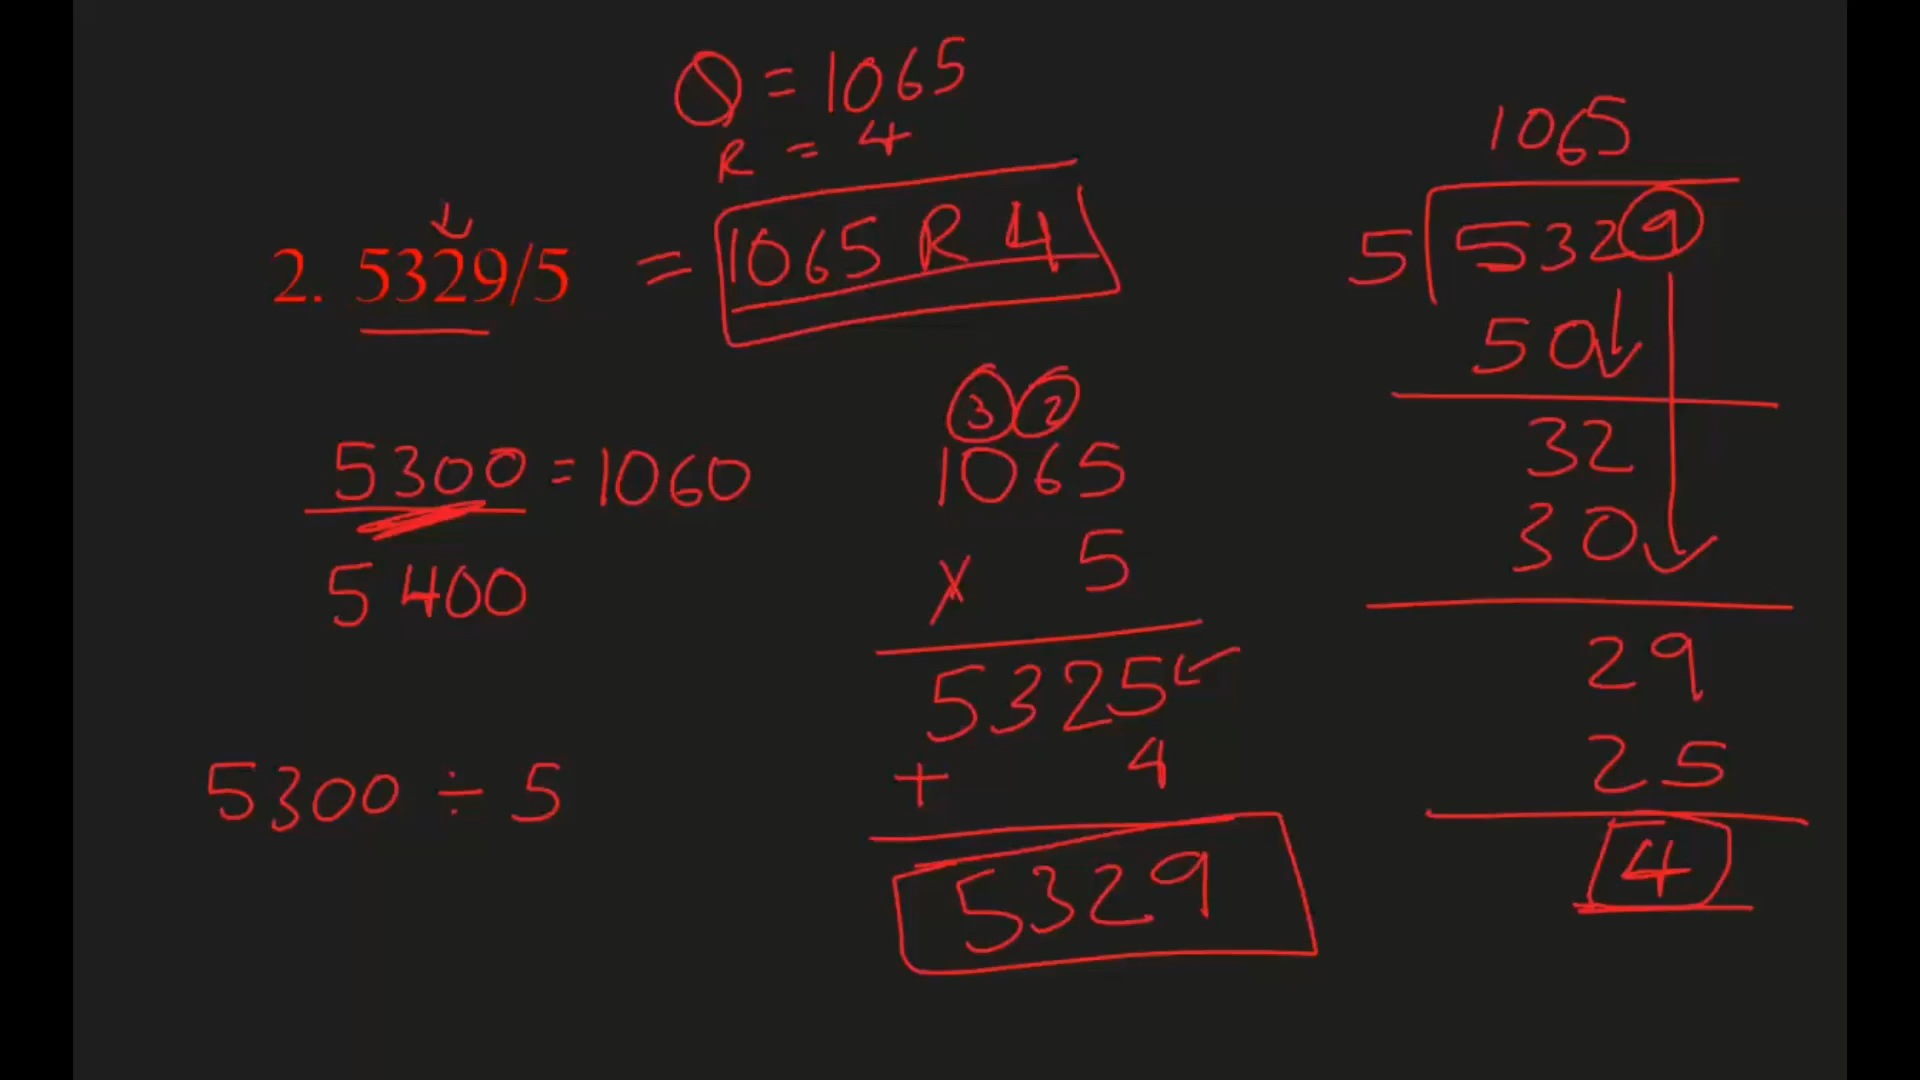 Q = 1065
R = 4
2. 5329/5 = 1065 R 4
5300 = 1060
5400
5300 ÷ 5
3 2
1065
x 5
5325
+ 4
5329
1065
5 5329
50
32
30
29
25
4